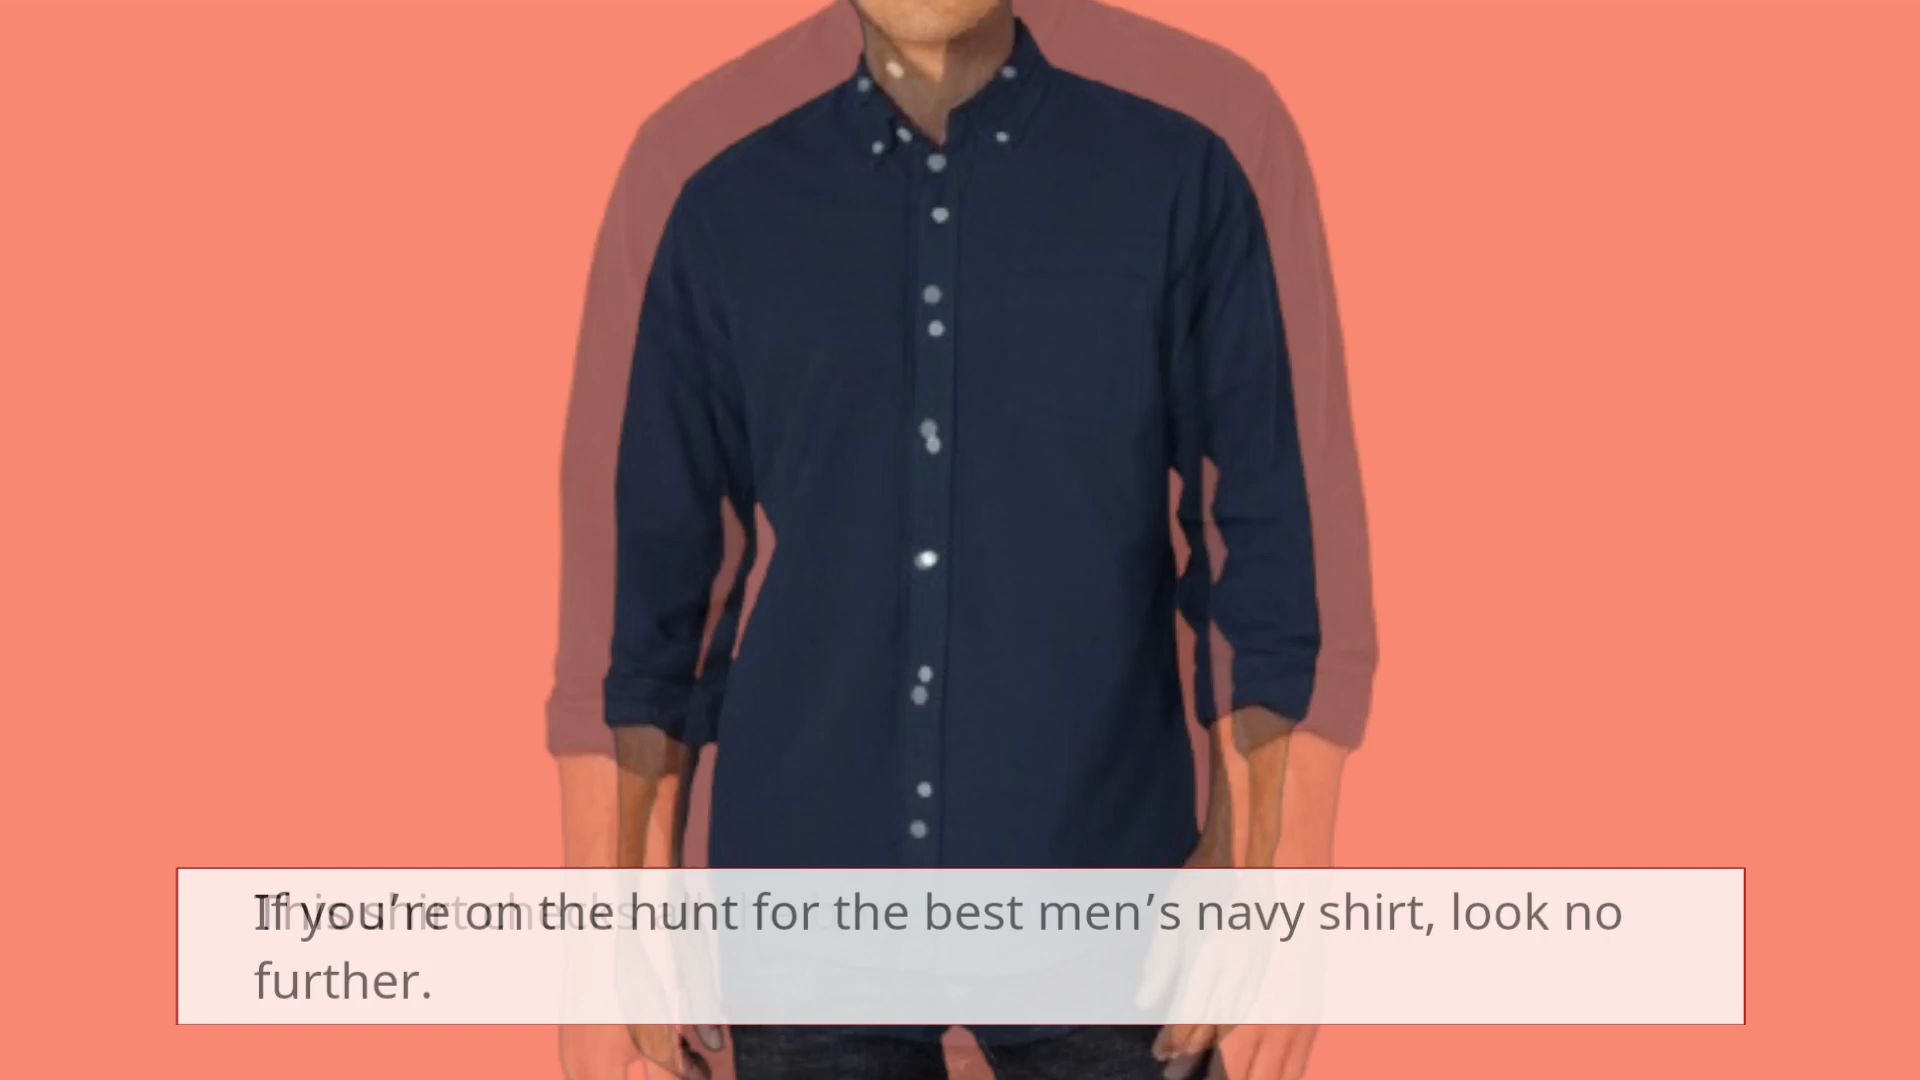 If you’re on the hunt for the best men’s navy shirt, look no
further.